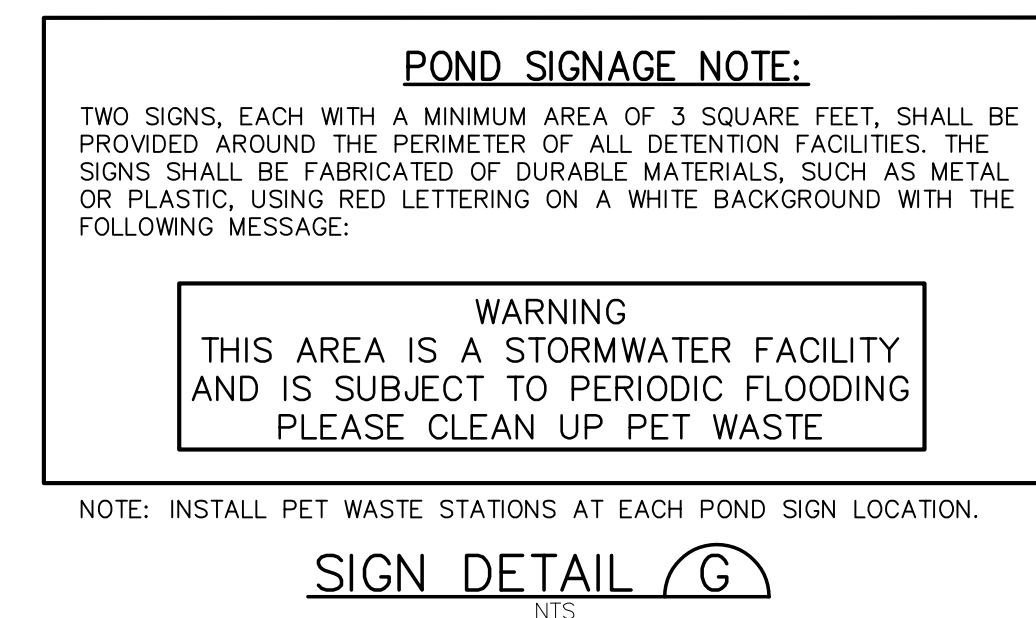 POND SIGNAGE NOTE:
TWO SIGNS, EACH WITH A MINIMUM AREA OF 3 SQUARE FEET, SHALL BE
PROVIDED AROUND THE PERIMETER OF ALL DETENTION FACILITIES. THE
SIGNS SHALL BE FABRICATED OF DURABLE MATERIALS, SUCH AS METAL
OR PLASTIC, USING RED LETTERING ON A WHITE BACKGROUND WITH THE
FOLLOWING MESSAGE:
WARNING
THIS AREA IS A STORMWATER FACILITY
AND IS SUBJECT TO PERIODIC FLOODING
PLEASE CLEAN UP PET WASTE
NOTE: INSTALL PET WASTE STATIONS AT EACH POND SIGN LOCATION.
SIGN DETAIL G
NTS